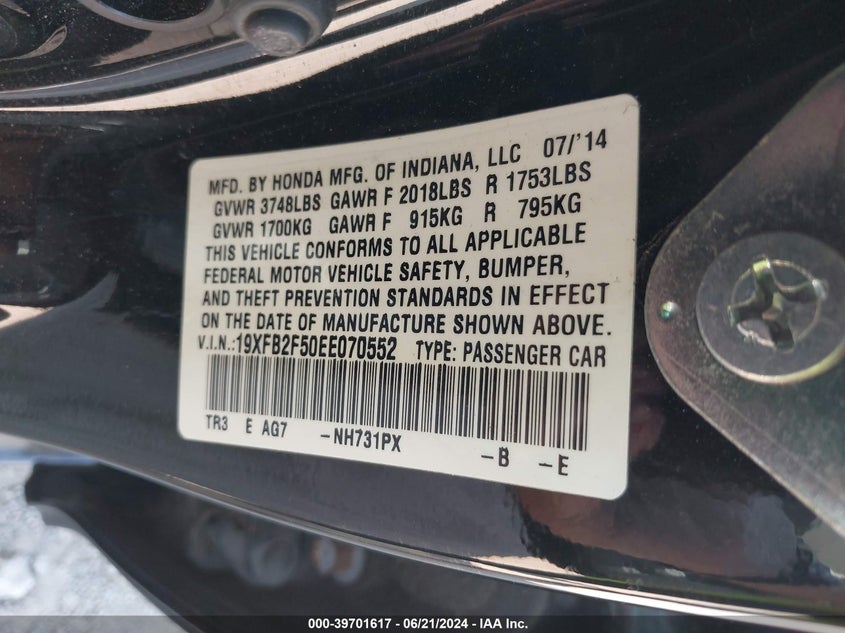 MFD. BY HONDA MFG. OF INDIANA, LLC 07/'14
GVWR 3748LBS GAWR F 2018LBS R 1753LBS
GVWR 1700KG GAWR F 915KG R 795KG
THIS VEHICLE CONFORMS TO ALL APPLICABLE
FEDERAL MOTOR VEHICLE SAFETY, BUMPER,
AND THEFT PREVENTION STANDARDS IN EFFECT
ON THE DATE OF MANUFACTURE SHOWN ABOVE.
V.I.N.:19XFB2F50EE070552 TYPE: PASSENGER CAR
TR3 E AG7 -NH731PX -B -E
000-39701617 - 06/21/2024 - IAA Inc.